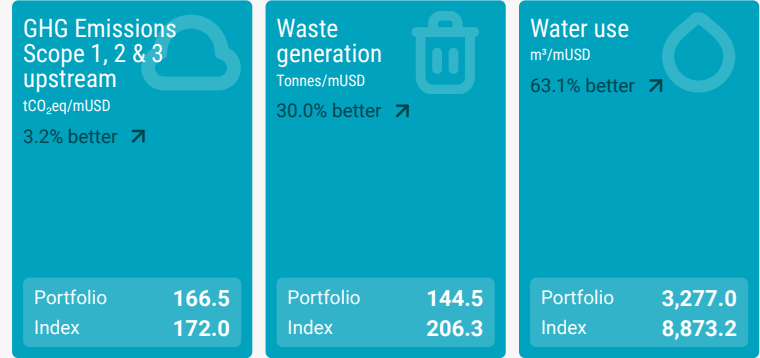 GHG Emissions
Scope 1, 2 & 3
upstream
tCO₂eq/mUSD
3.2% better
Portfolio 166.5
Index 172.0
Waste
generation
Tonnes/mUSD
30.0% better
Portfolio 144.5
Index 206.3
Water use
m³/mUSD
63.1% better
Portfolio 3,277.0
Index 8,873.2